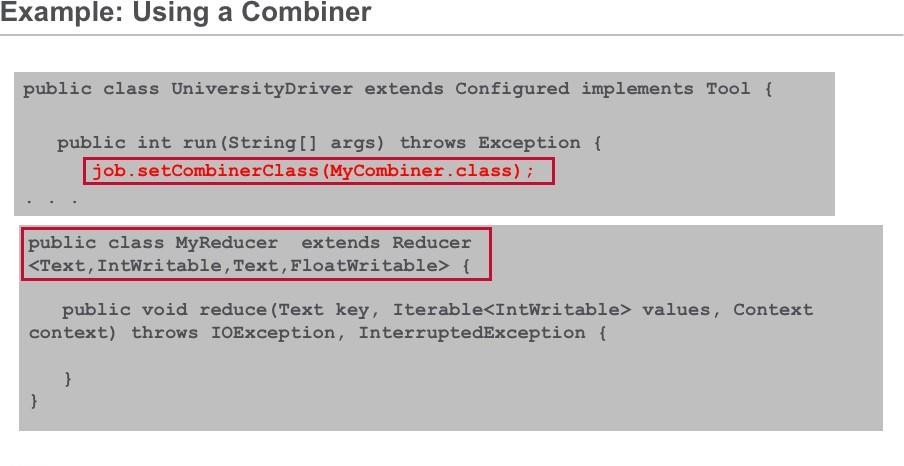 Example: Using a Combiner
public class UniversityDriver extends Configured implements Tool {
public int run(String[] args) throws Exception {
job.setCombinerClass(MyCombiner.class);
. . .
public class MyReducer extends Reducer
<Text,IntWritable,Text,FloatWritable> {
public void reduce(Text key, Iterable<IntWritable> values, Context
context) throws IOException, InterruptedException {
}
}